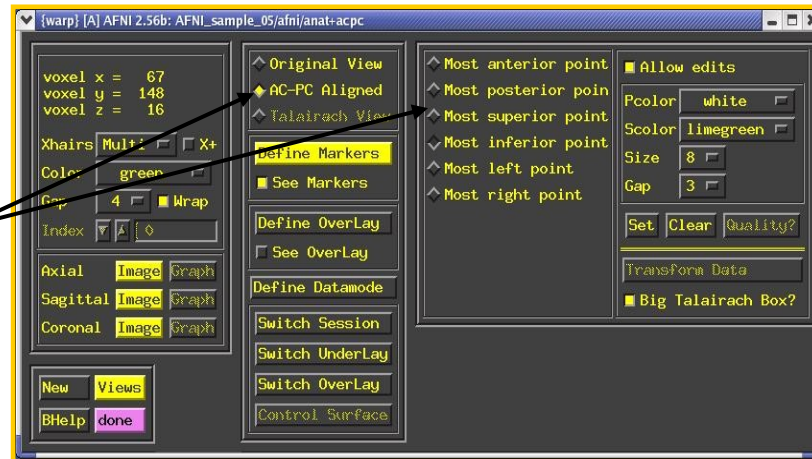 {warp} [A] AFNI 2.56b: AFNI_sample_05/afni/anat+acpc
voxel x = 67
voxel y = 148
voxel z = 16
Xhairs Multi X+
Color green
Gap 4 Wrap
Index 0
Axial Image Graph
Sagittal Image Graph
Coronal Image Graph
New Views
BHelp done
Original View
AC-PC Aligned
Talairach View
Define Markers
See Markers
Define OverLay
See OverLay
Define Datamode
Switch Session
Switch UnderLay
Switch OverLay
Control Surface
Most anterior point
Most posterior poin
Most superior point
Most inferior point
Most left point
Most right point
Allow edits
Pcolor white
Scolor limegreen
Size 8
Gap 3
Set Clear Quality?
Transform Data
Big Talairach Box?